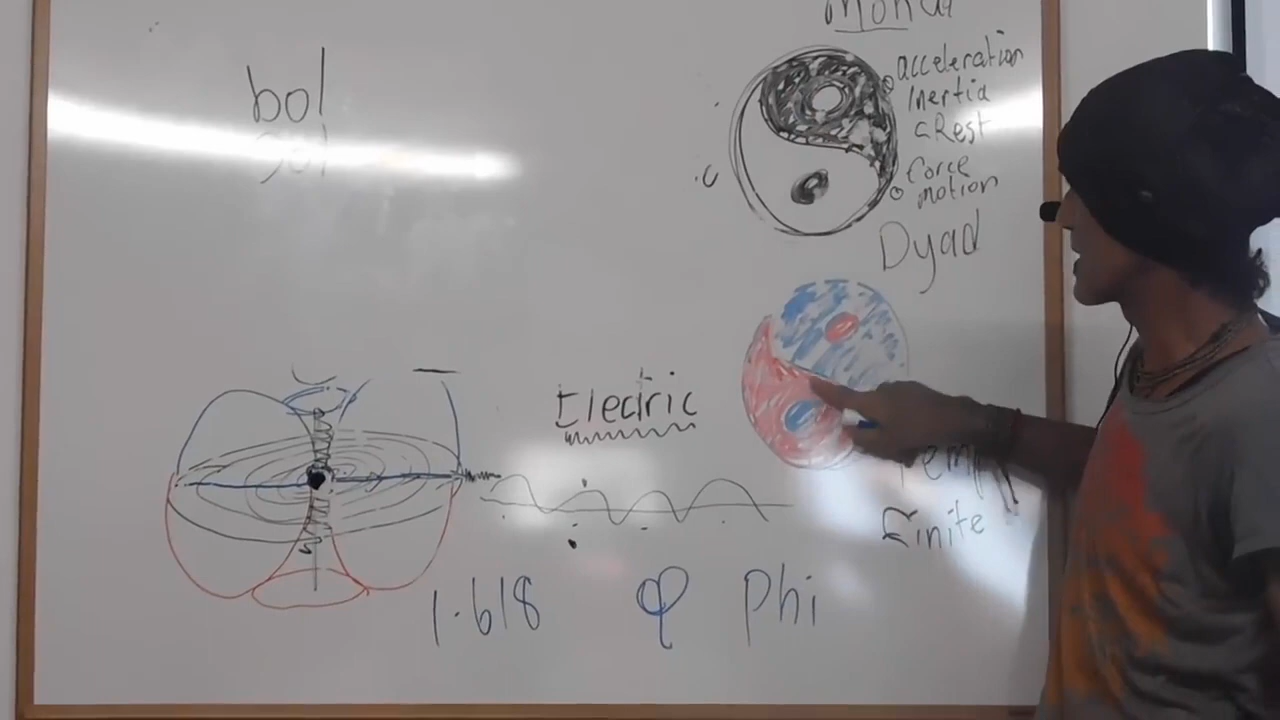 bol
acceleration
Inertia
Rest
force
motion
Dyad
Electric
finite
1.618 φ Phi